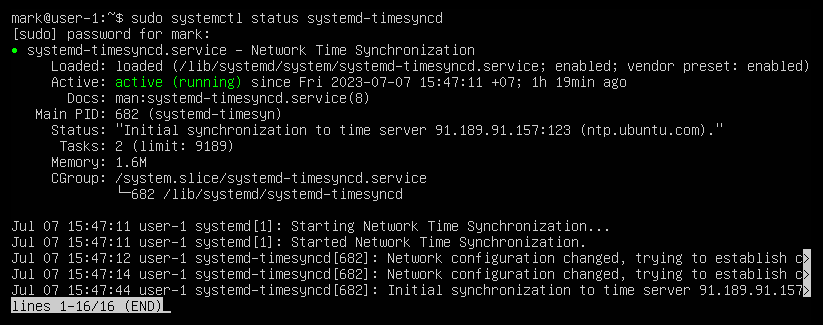 mark@user-1:~$ sudo systemctl status systemd-timesyncd
[sudo] password for mark:
● systemd-timesyncd.service - Network Time Synchronization
     Loaded: loaded (/lib/systemd/system/systemd-timesyncd.service; enabled; vendor preset: enabled)
     Active: active (running) since Fri 2023-07-07 15:47:11 +07; 1h 19min ago
       Docs: man:systemd-timesyncd.service(8)
   Main PID: 682 (systemd-timesyn)
     Status: "Initial synchronization to time server 91.189.91.157:123 (ntp.ubuntu.com)."
      Tasks: 2 (limit: 9189)
     Memory: 1.6M
     CGroup: /system.slice/systemd-timesyncd.service
             └─682 /lib/systemd/systemd-timesyncd
Jul 07 15:47:11 user-1 systemd[1]: Starting Network Time Synchronization...
Jul 07 15:47:11 user-1 systemd[1]: Started Network Time Synchronization.
Jul 07 15:47:12 user-1 systemd-timesyncd[682]: Network configuration changed, trying to establish c>
Jul 07 15:47:14 user-1 systemd-timesyncd[682]: Network configuration changed, trying to establish c>
Jul 07 15:47:44 user-1 systemd-timesyncd[682]: Initial synchronization to time server 91.189.91.157>
lines 1-16/16 (END)